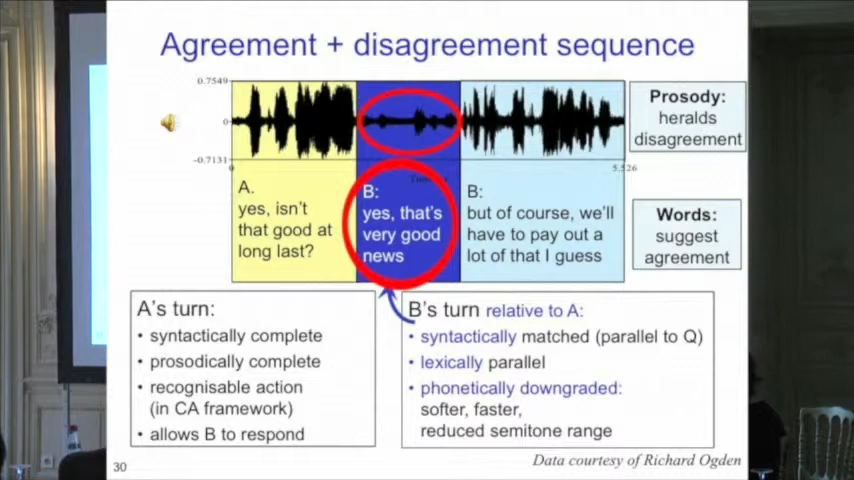 Agreement + disagreement sequence
0.7549
0
-0.7131
0
5.526
Prosody:
heralds
disagreement
A.
yes, isn't
that good at
long last?
B:
yes, that's
very good
news
B:
but of course, we'll
have to pay out a
lot of that I guess
Words:
suggest
agreement
A's turn:
• syntactically complete
• prosodically complete
• recognisable action
(in CA framework)
• allows B to respond
B's turn relative to A:
• syntactically matched (parallel to Q)
• lexically parallel
• phonetically downgraded:
softer, faster,
reduced semitone range
30
Data courtesy of Richard Ogden